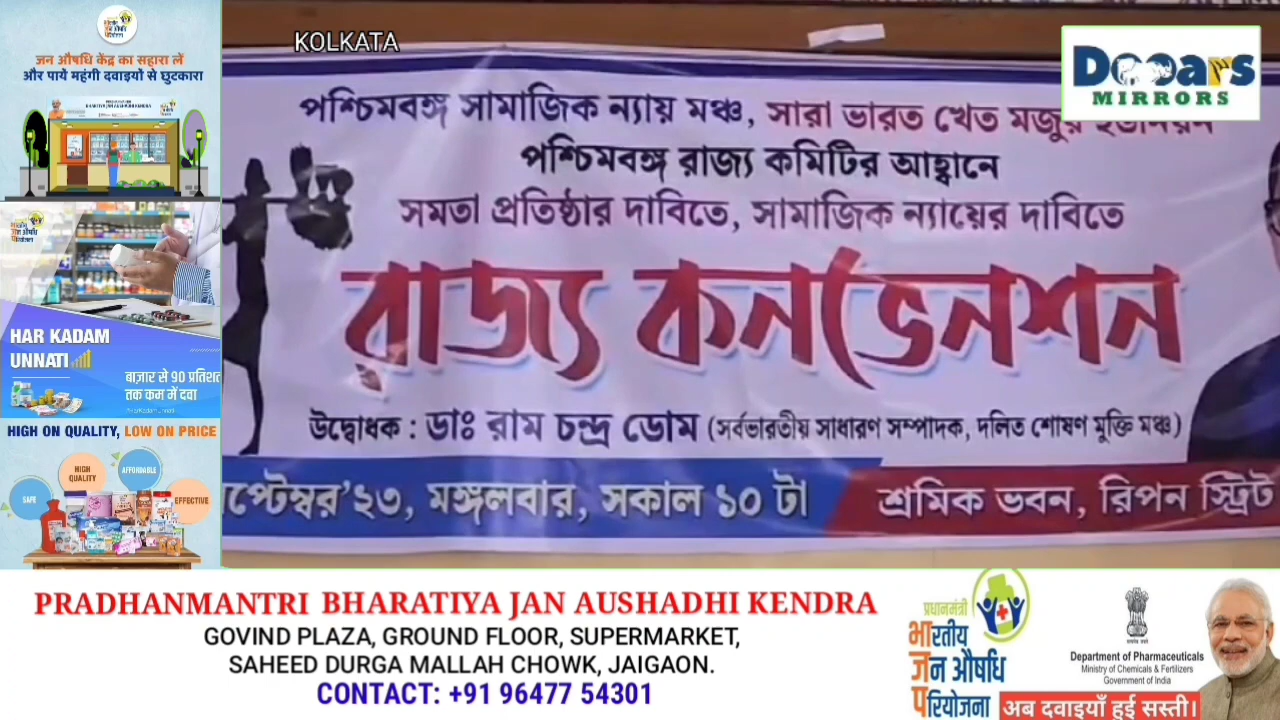 KOLKATA
Dooars
MIRRORS
পশ্চিমবঙ্গ সামাজিক ন্যায় মঞ্চ, সারা ভারত খেত মজুর ইউনিয়ন
পশ্চিমবঙ্গ রাজ্য কমিটির আহ্বানে
সমতা প্রতিষ্ঠার দাবিতে, সামাজিক ন্যায়ের দাবিতে
রাজ্য কনভেনশন
উদ্বোধক : ডাঃ রাম চন্দ্র ডোম (সর্বভারতীয় সাধারণ সম্পাদক, দলিত শোষণ মুক্তি মঞ্চ)
প্টেম্বর'২৩, মঙ্গলবার, সকাল ১০ টা
শ্রমিক ভবন, রিপন স্ট্রিট
जन औषधि केंद्र का सहारा लें
और पायें महंगी दवाइयों से छुटकारा
BHARATIYA JAN AUSHADHI KENDRA
HAR KADAM
UNNATI
बाज़ार से 90 प्रतिशत
तक कम में दवा
HIGH ON QUALITY, LOW ON PRICE
SAFE
HIGH
QUALITY
AFFORDABLE
EFFECTIVE
PRADHANMANTRI BHARATIYA JAN AUSHADHI KENDRA
GOVIND PLAZA, GROUND FLOOR, SUPERMARKET,
SAHEED DURGA MALLAH CHOWK, JAIGAON.
CONTACT: +91 96477 54301
प्रधानमंत्री
भारतीय
जन औषधि
परियोजना
Department of Pharmaceuticals
Ministry of Chemicals & Fertilizers
Government of India
अब दवाइयाँ हुई सस्ती।